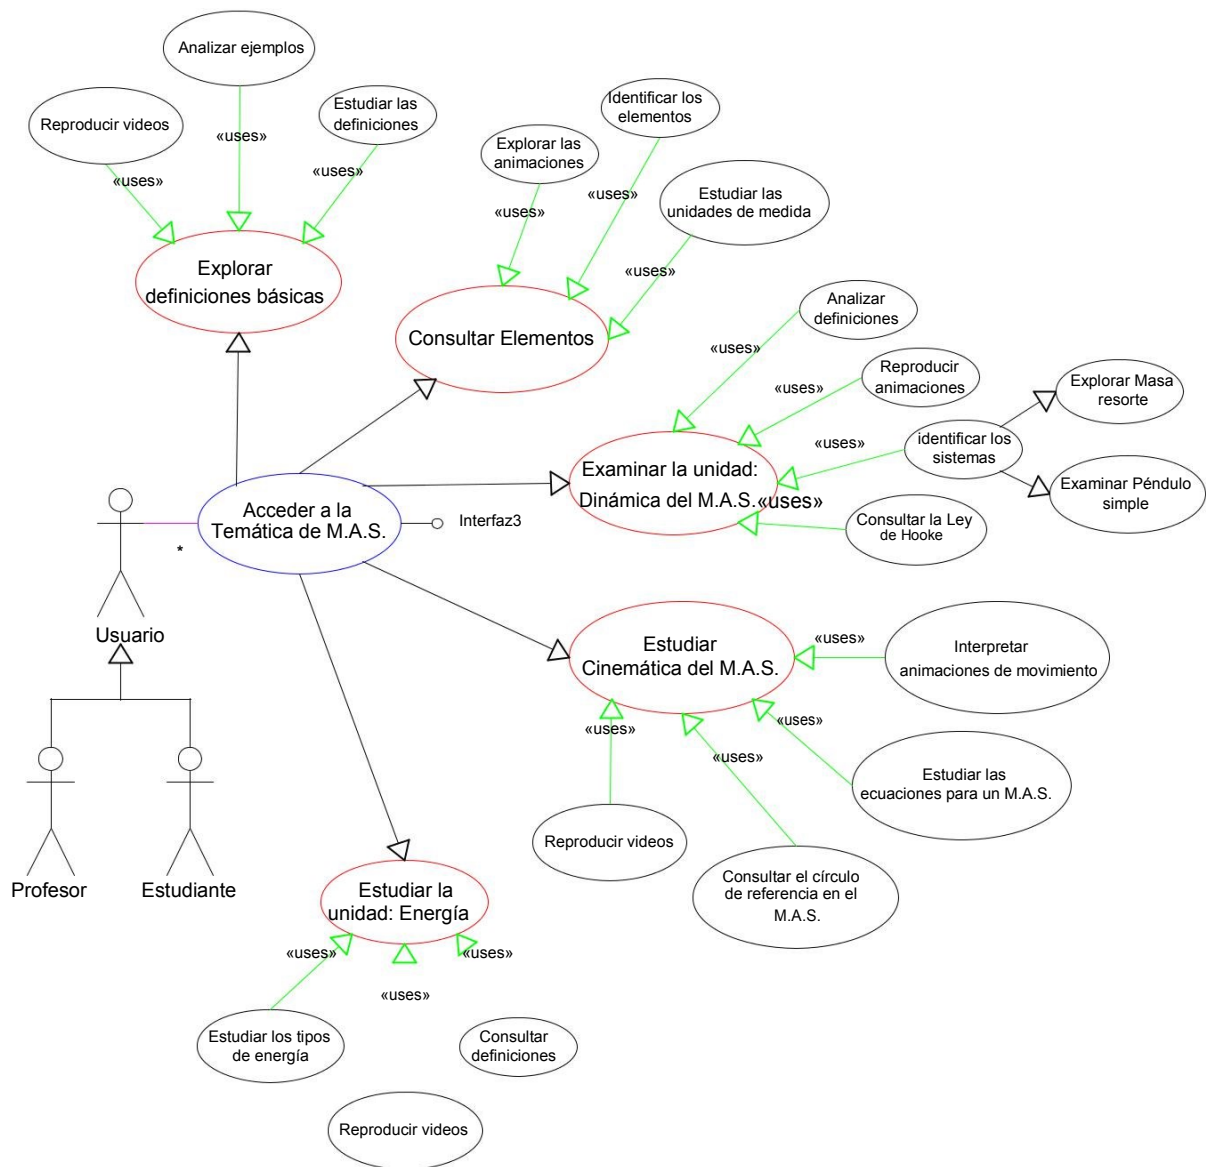 Analizar ejemplos
Reproducir videos
«uses»
Estudiar las
definiciones
«uses»
«uses»
Explorar
definiciones básicas
Identificar los
elementos
Explorar las
animaciones
Estudiar las
unidades de medida
«uses»
«uses»
«uses»
Consultar Elementos
Analizar
definiciones
«uses»
Reproducir
animaciones
«uses»
Explorar Masa
resorte
«uses»
identificar los
sistemas
Examinar la unidad:
Dinámica del M.A.S.
«uses»
Examinar Péndulo
simple
Consultar la Ley
de Hooke
Acceder a la
Temática de M.A.S.
Interfaz3
*
Usuario
Profesor
Estudiante
Estudiar
Cinemática del M.A.S.
«uses»
Interpretar
animaciones de movimiento
«uses»
«uses»
«uses»
Estudiar las
ecuaciones para un M.A.S.
Reproducir videos
Consultar el círculo
de referencia en el
M.A.S.
Estudiar la
unidad: Energía
«uses»
«uses»
«uses»
Estudiar los tipos
de energía
Consultar
definiciones
Reproducir videos